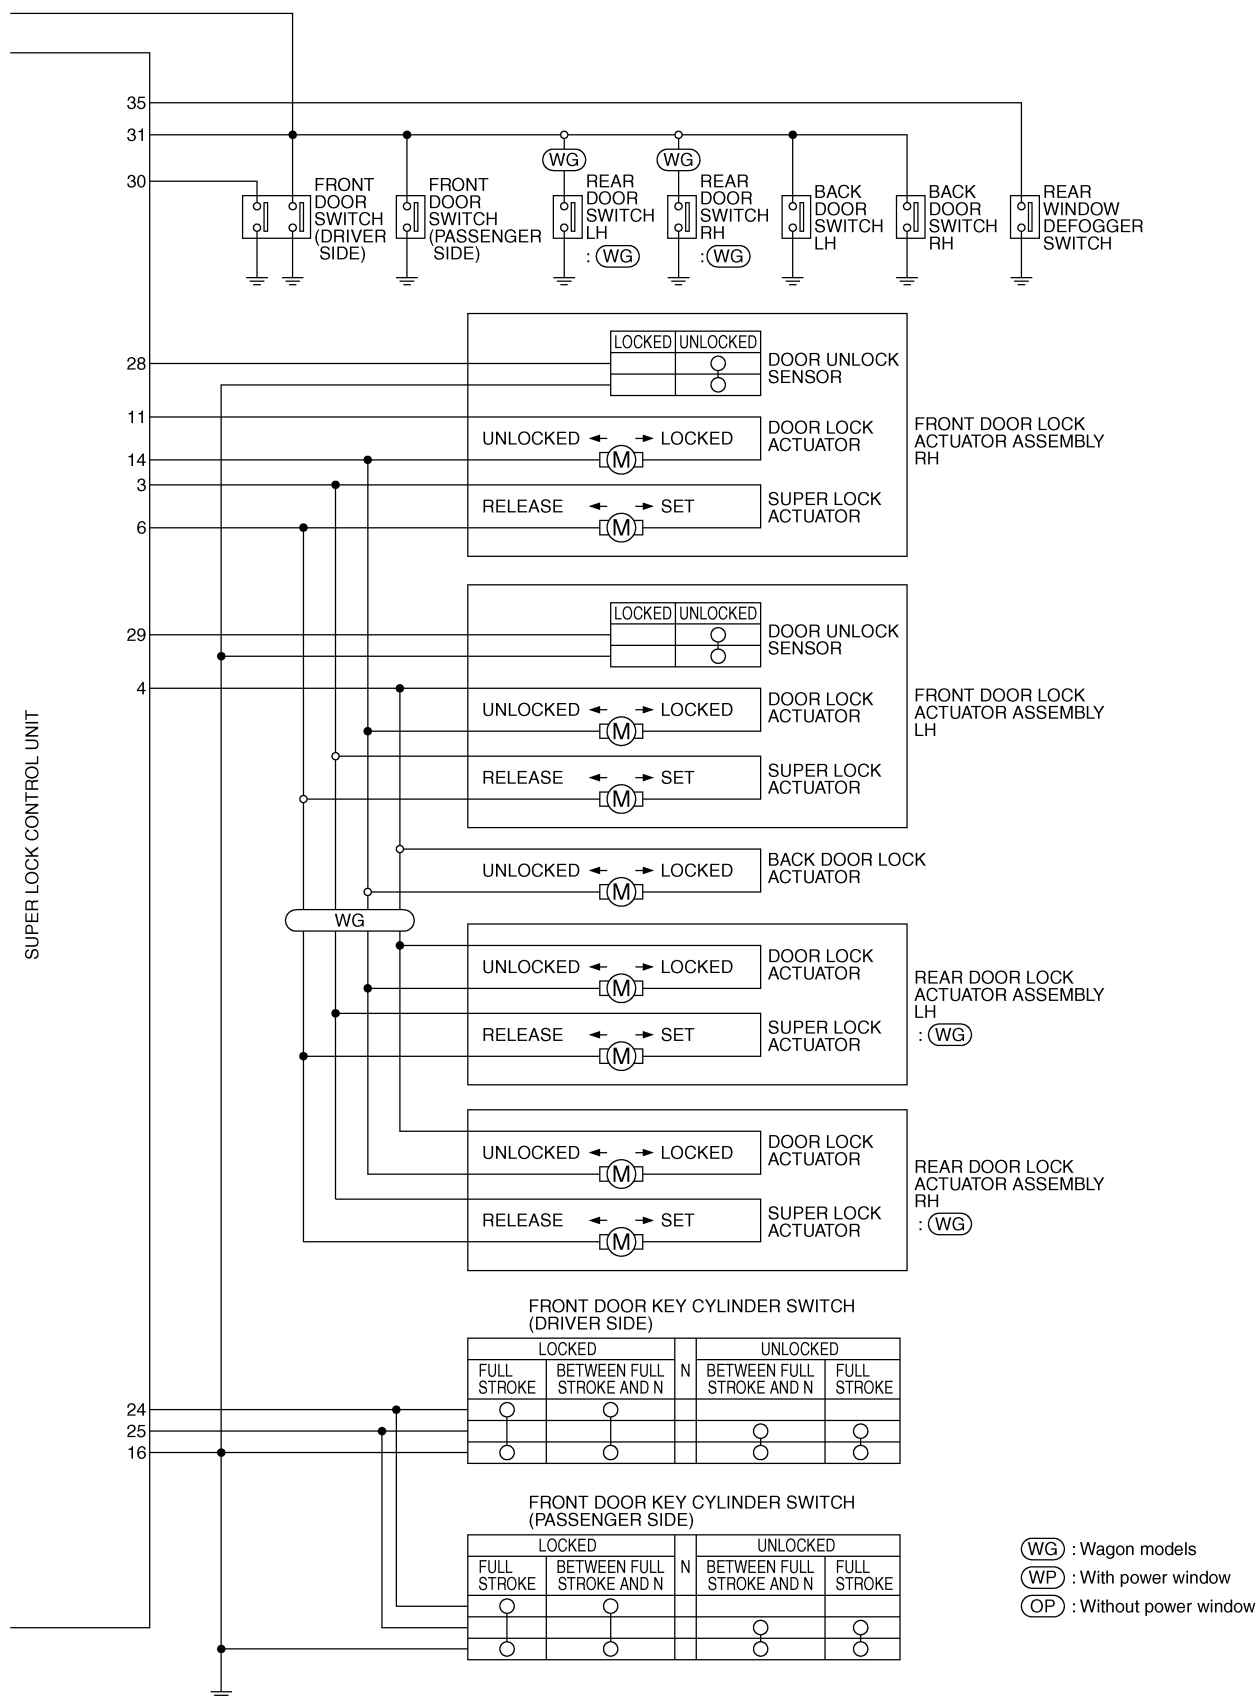 35
31
30
WG
WG
FRONT
DOOR
SWITCH
(DRIVER
SIDE)
FRONT
DOOR
SWITCH
(PASSENGER
SIDE)
REAR
DOOR
SWITCH
LH
: WG
REAR
DOOR
SWITCH
RH
: WG
BACK
DOOR
SWITCH
LH
BACK
DOOR
SWITCH
RH
REAR
WINDOW
DEFOGGER
SWITCH
LOCKED UNLOCKED
28
DOOR UNLOCK
SENSOR
11
UNLOCKED LOCKED
M
DOOR LOCK
ACTUATOR
14
3
RELEASE SET
M
SUPER LOCK
ACTUATOR
6
FRONT DOOR LOCK
ACTUATOR ASSEMBLY
RH
LOCKED UNLOCKED
29
DOOR UNLOCK
SENSOR
4
UNLOCKED LOCKED
M
DOOR LOCK
ACTUATOR
RELEASE SET
M
SUPER LOCK
ACTUATOR
FRONT DOOR LOCK
ACTUATOR ASSEMBLY
LH
SUPER LOCK CONTROL UNIT
UNLOCKED LOCKED
M
BACK DOOR LOCK
ACTUATOR
WG
UNLOCKED LOCKED
M
DOOR LOCK
ACTUATOR
RELEASE SET
M
SUPER LOCK
ACTUATOR
REAR DOOR LOCK
ACTUATOR ASSEMBLY
LH
: WG
UNLOCKED LOCKED
M
DOOR LOCK
ACTUATOR
RELEASE SET
M
SUPER LOCK
ACTUATOR
REAR DOOR LOCK
ACTUATOR ASSEMBLY
RH
: WG
FRONT DOOR KEY CYLINDER SWITCH
(DRIVER SIDE)
LOCKED N UNLOCKED
FULL
STROKE
BETWEEN FULL
STROKE AND N
BETWEEN FULL
STROKE AND N
FULL
STROKE
24
25
16
FRONT DOOR KEY CYLINDER SWITCH
(PASSENGER SIDE)
LOCKED N UNLOCKED
FULL
STROKE
BETWEEN FULL
STROKE AND N
BETWEEN FULL
STROKE AND N
FULL
STROKE
WG : Wagon models
WP : With power window
OP : Without power window